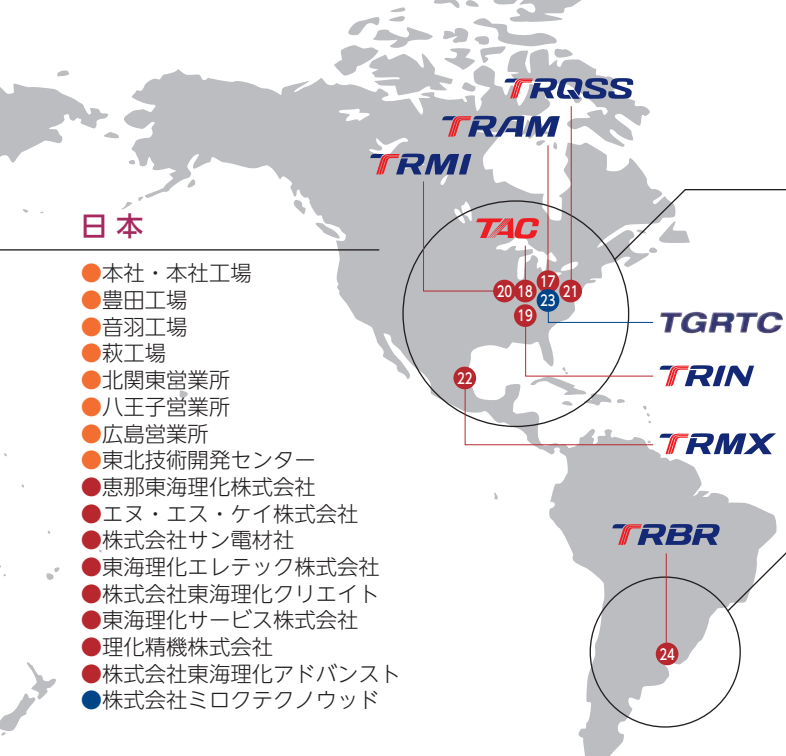 TRQSS
TRAM
TRMI
日本
TAC
●本社・本社工場
●豊田工場
●音羽工場
●萩工場
●北関東営業所
●八王子営業所
●広島営業所
●東北技術開発センター
●恵那東海理化株式会社
●エヌ・エス・ケイ株式会社
●株式会社サン電材社
●東海理化エレテック株式会社
●株式会社東海理化クリエイト
●東海理化サービス株式会社
●理化精機株式会社
●株式会社東海理化アドバンスト
●株式会社ミロクテクノウッド
17
20
18
21
23
19
TGRTC
22
TRIN
TRMX
TRBR
24